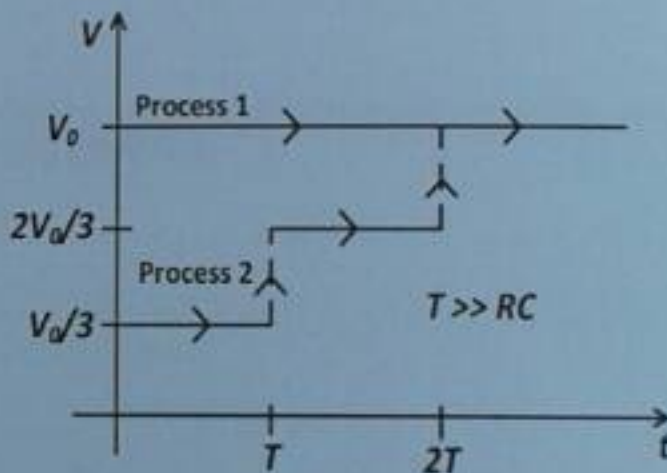 V
Process 1
V₀
2V₀/3
Process 2
V₀/3
T >> RC
T
2T